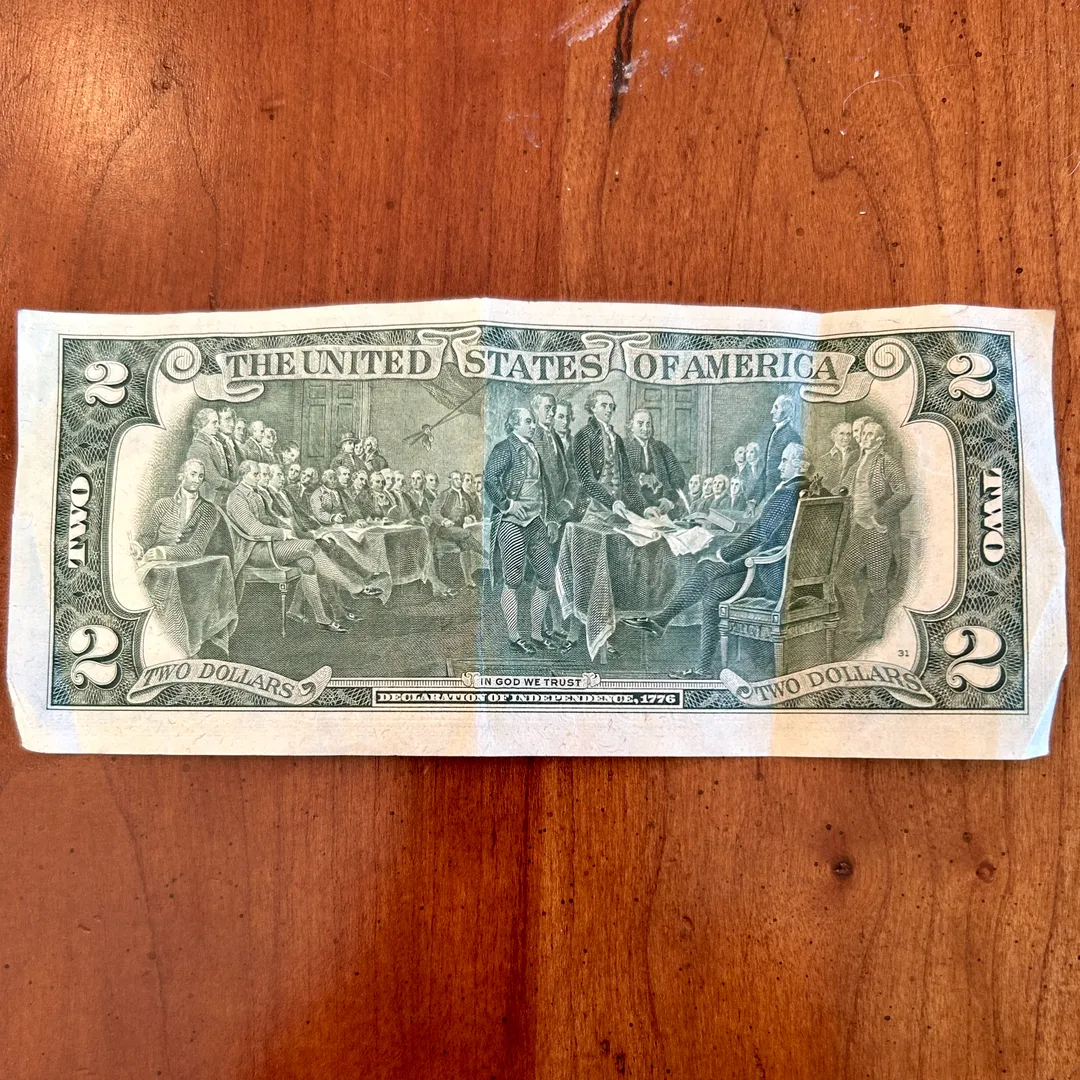 THE UNITED STATES OF AMERICA
2
2
TWO
TWO
2
2
31
TWO DOLLARS
TWO DOLLARS
IN GOD WE TRUST
DECLARATION OF INDEPENDENCE, 1776